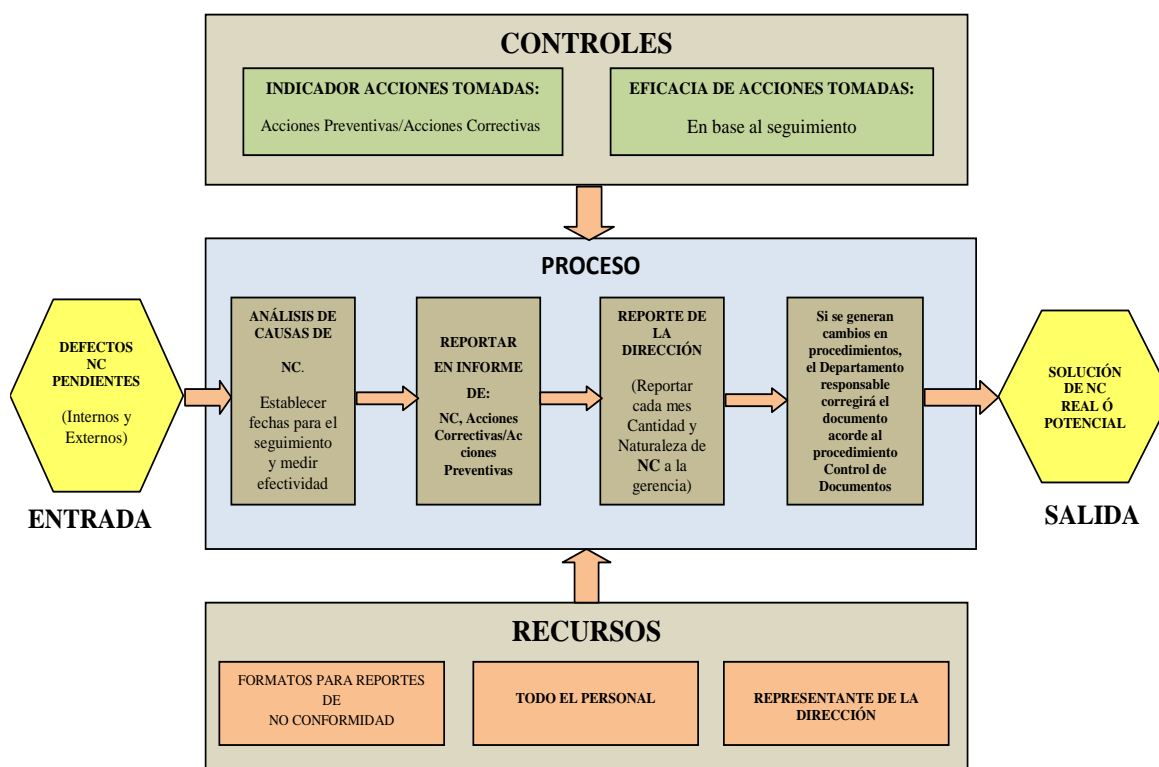 CONTROLES
INDICADOR ACCIONES TOMADAS:
Acciones Preventivas/Acciones Correctivas
EFICACIA DE ACCIONES TOMADAS:
En base al seguimiento
PROCESO
DEFECTOS
NC
PENDIENTES
(Internos y
Externos)
ENTRADA
ANÁLISIS DE
CAUSAS DE
NC.
Establecer
fechas para el
seguimiento
y medir
efectividad
REPORTAR
EN INFORME
DE:
NC, Acciones
Correctivas/Ac
ciones
Preventivas
REPORTE DE
LA
DIRECCIÓN
(Reportar
cada mes
Cantidad y
Naturaleza de
NC a la
gerencia)
Si se generan
cambios en
procedimientos,
el Departamento
responsable
corregirá el
documento
acorde al
procedimiento
Control de
Documentos
SOLUCIÓN
DE NC
REAL Ó
POTENCIAL
SALIDA
RECURSOS
FORMATOS PARA REPORTES
DE
NO CONFORMIDAD
TODO EL PERSONAL
REPRESENTANTE DE LA
DIRECCIÓN